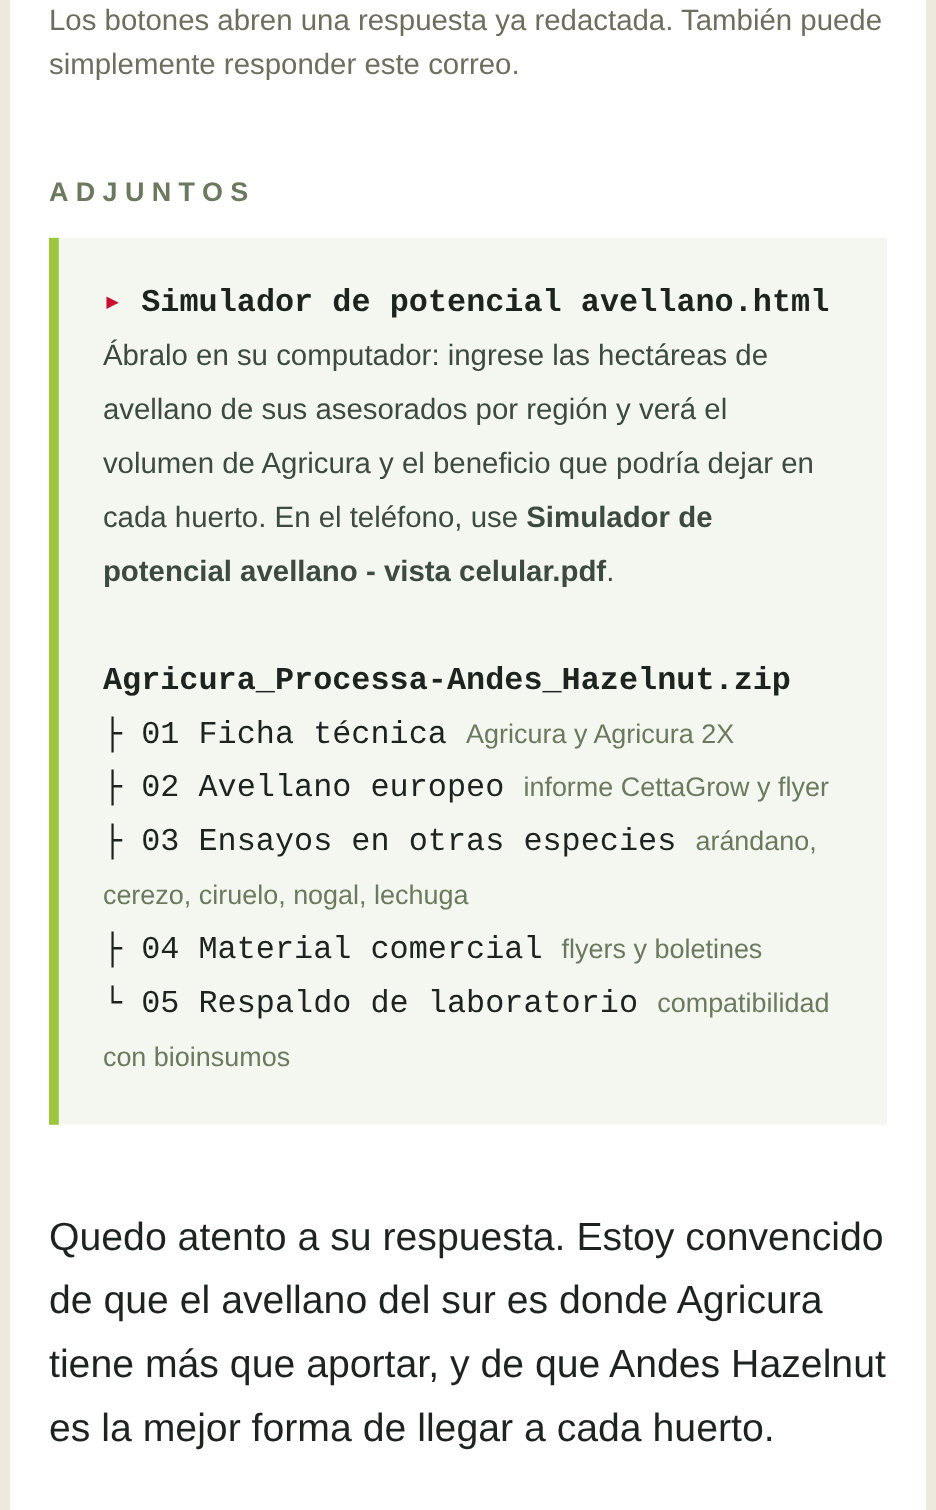 Los botones abren una respuesta ya redactada. También puede
simplemente responder este correo.
ADJUNTOS
▸ Simulador de potencial avellano.html
Ábralo en su computador: ingrese las hectáreas de
avellano de sus asesorados por región y verá el
volumen de Agricura y el beneficio que podría dejar en
cada huerto. En el teléfono, use Simulador de
potencial avellano - vista celular.pdf.
Agricura_Processa-Andes_Hazelnut.zip
├ 01 Ficha técnica Agricura y Agricura 2X
├ 02 Avellano europeo informe CettaGrow y flyer
├ 03 Ensayos en otras especies arándano,
cerezo, ciruelo, nogal, lechuga
├ 04 Material comercial flyers y boletines
└ 05 Respaldo de laboratorio compatibilidad
con bioinsumos
Quedo atento a su respuesta. Estoy convencido
de que el avellano del sur es donde Agricura
tiene más que aportar, y de que Andes Hazelnut
es la mejor forma de llegar a cada huerto.